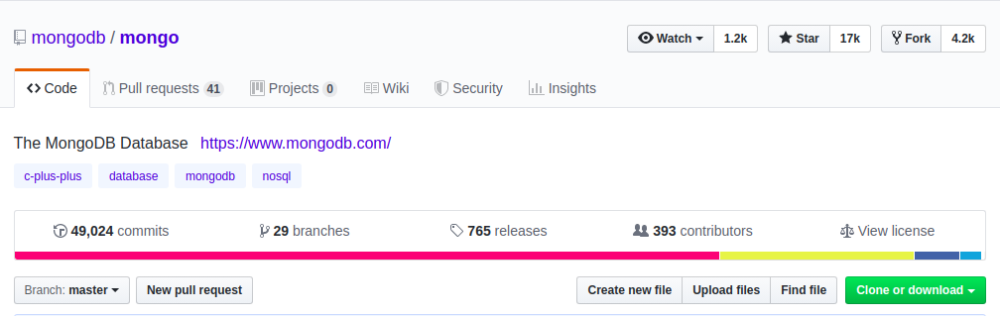 mongodb / mongo Watch 1.2k Star 17k Fork 4.2k
Code Pull requests 41 Projects 0 Wiki Security Insights
The MongoDB Database https://www.mongodb.com/
c-plus-plus database mongodb nosql
49,024 commits 29 branches 765 releases 393 contributors View license
Branch: master New pull request Create new file Upload files Find file Clone or download